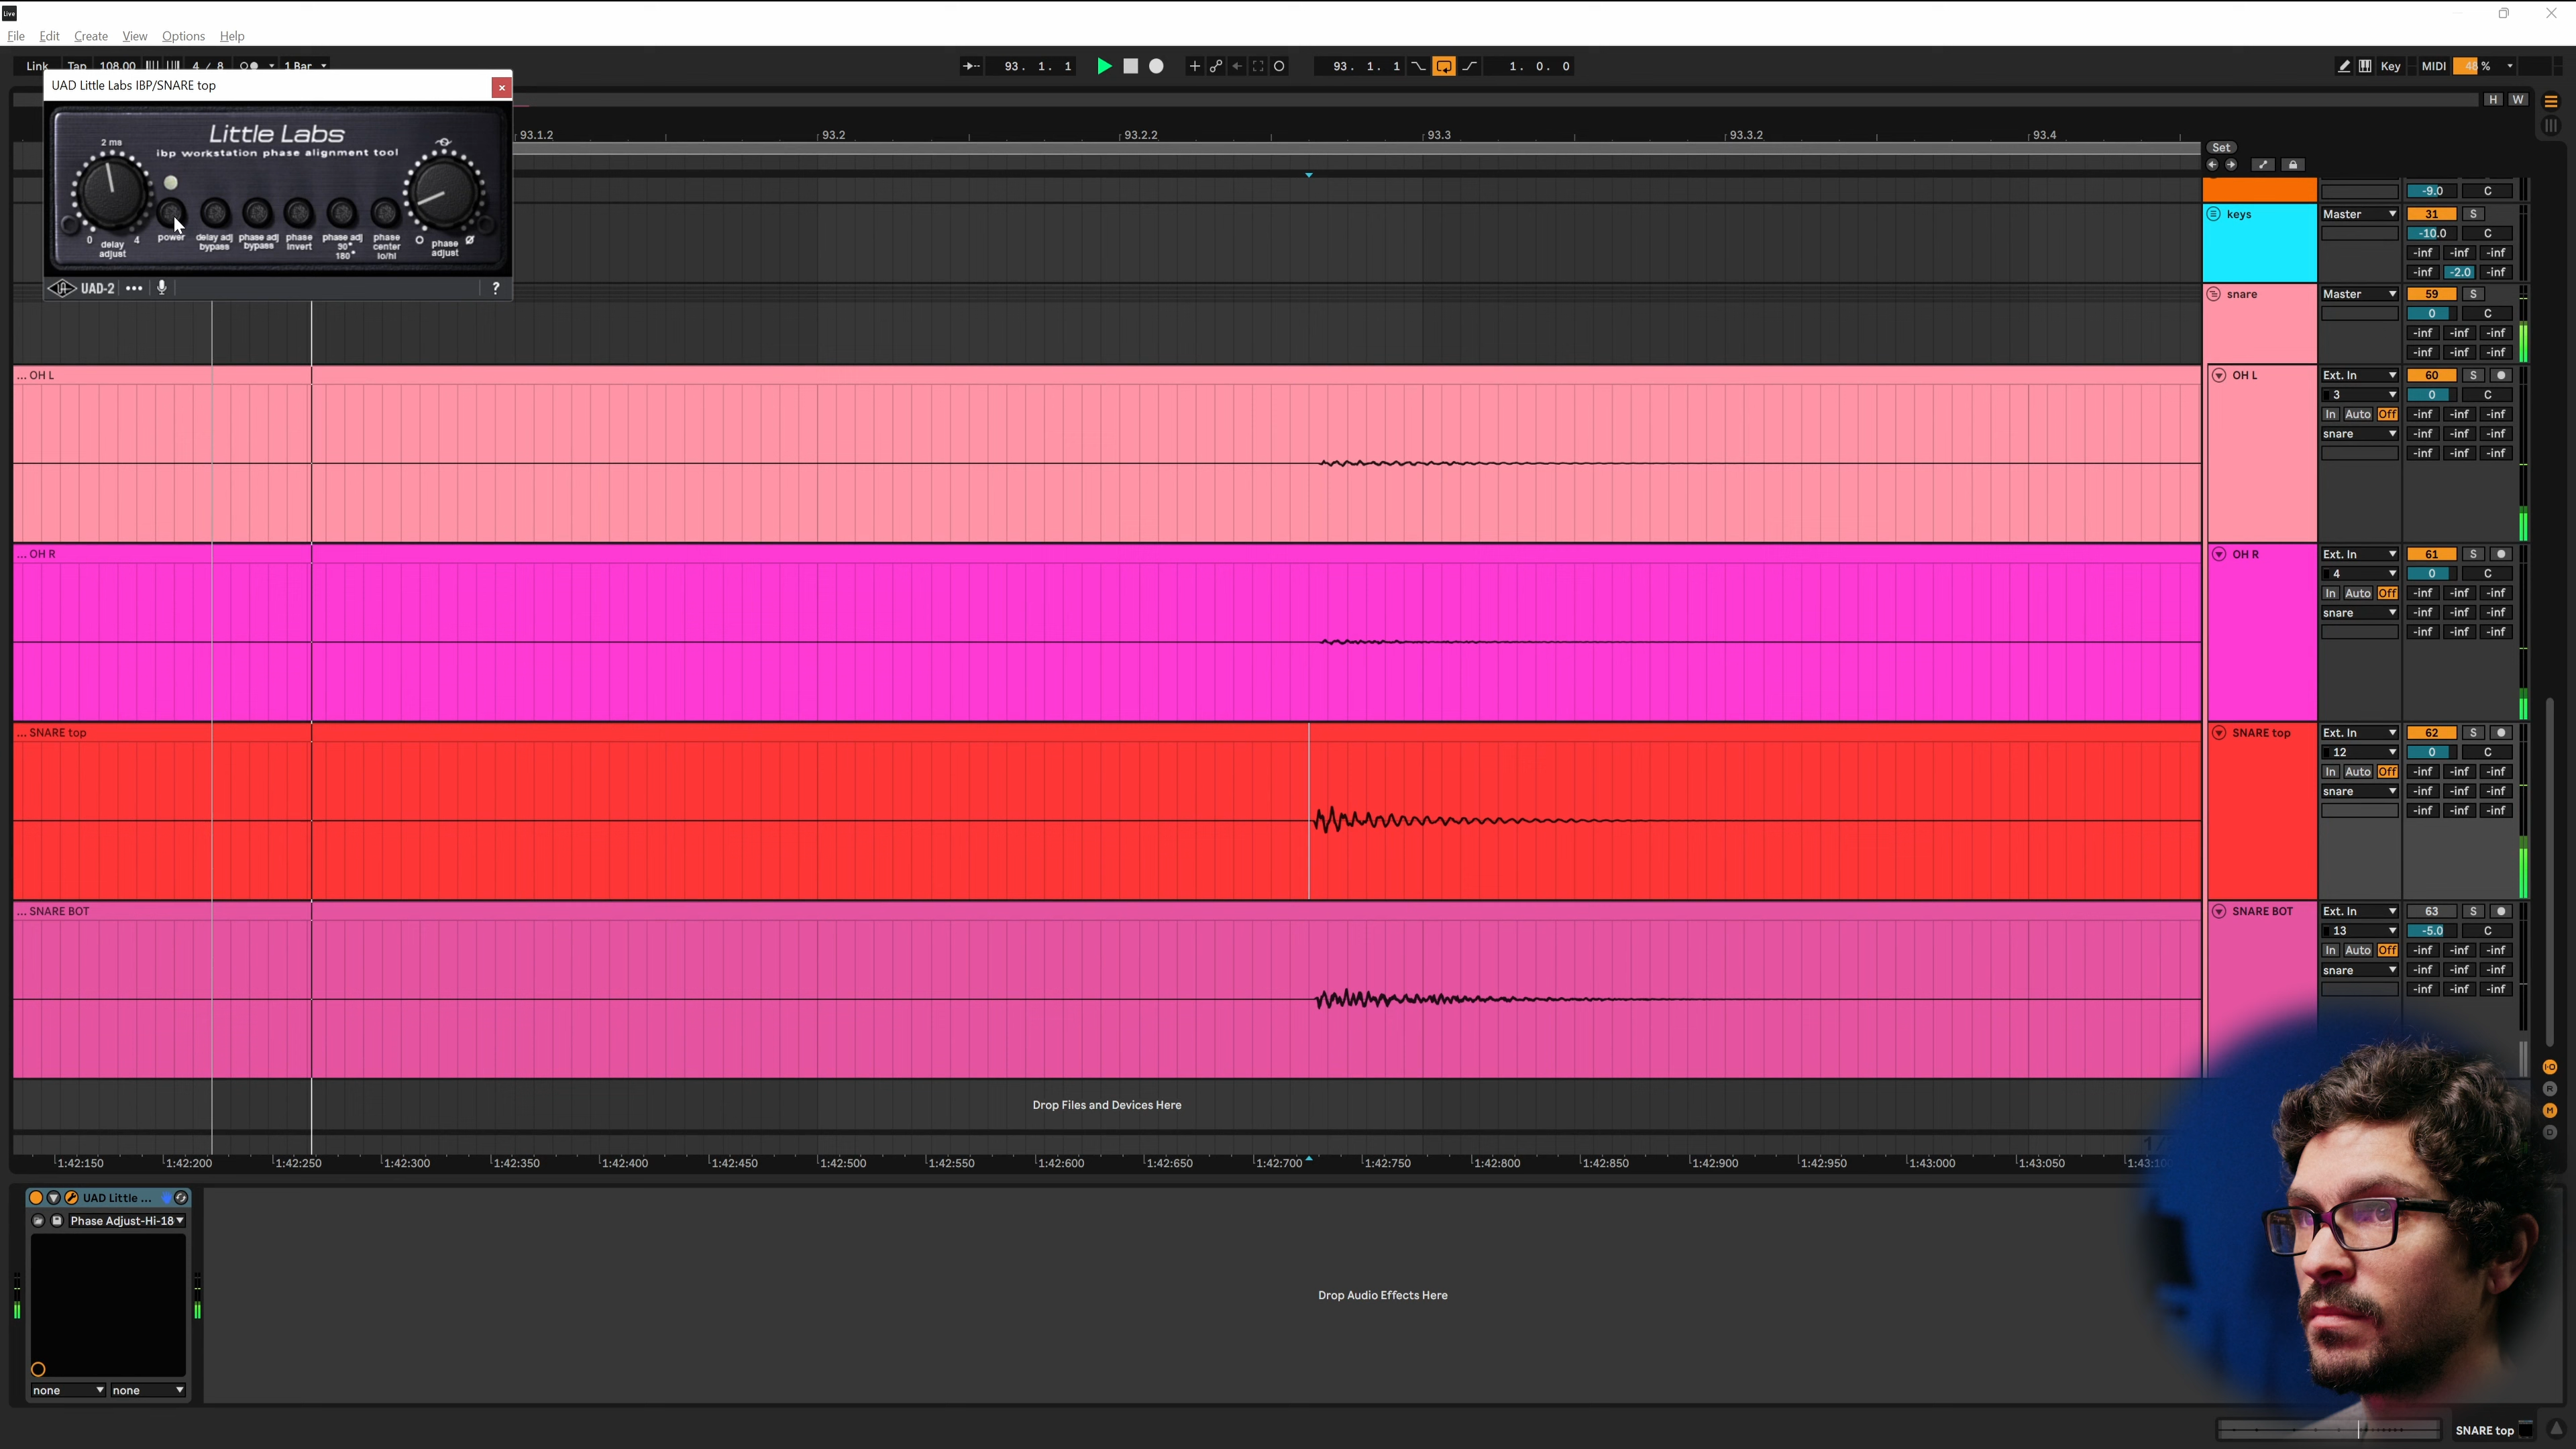 Live
File Edit Create View Options Help
Link Tap 108.00 4 / 8 1 Bar 93. 1. 1 93. 1. 1 1. 0. 0 Key MIDI 48 %
UAD Little Labs IBP/SNARE top
H W
Little Labs
ibp workstation phase alignment tool
2 ms
0 delay adjust 4
power
delay adj bypass
phase adj bypass
phase invert
phase adj 90° 180°
phase center lo/hi
phase adjust
UAD-2 ••• ?
93.1.2 93.2 93.2.2 93.3 93.3.2 93.4
Set
-9.0 C
keys Master 31 S
-10.0 C
-inf -inf -inf
-inf -2.0 -inf
snare Master 59 S
0 C
-inf -inf -inf
-inf -inf -inf
... OH L OH L Ext. In 60 S
3 0 C
In Auto Off -inf -inf -inf
snare -inf -inf -inf
-inf -inf -inf
... OH R OH R Ext. In 61 S
4 0 C
In Auto Off -inf -inf -inf
snare -inf -inf -inf
-inf -inf -inf
... SNARE top SNARE top Ext. In 62 S
12 0 C
In Auto Off -inf -inf -inf
snare -inf -inf -inf
-inf -inf -inf
... SNARE BOT SNARE BOT Ext. In 63 S
13 -5.0 C
In Auto Off -inf -inf -inf
snare -inf -inf -inf
-inf -inf -inf
R
M
D
Drop Files and Devices Here
1:42:150 1:42:200 1:42:250 1:42:300 1:42:350 1:42:400 1:42:450 1:42:500 1:42:550 1:42:600 1:42:650 1:42:700 1:42:750 1:42:800 1:42:850 1:42:900 1:42:950 1:43:000 1:43:050 1:43:100
UAD Little ...
Phase Adjust-Hi-18
Drop Audio Effects Here
none none
SNARE top